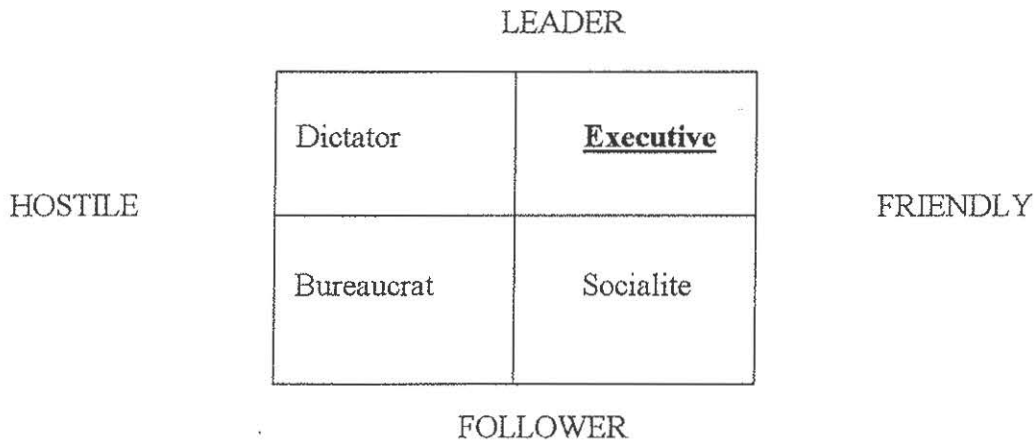 LEADER
Dictator Executive
HOSTILE FRIENDLY
Bureaucrat Socialite
FOLLOWER